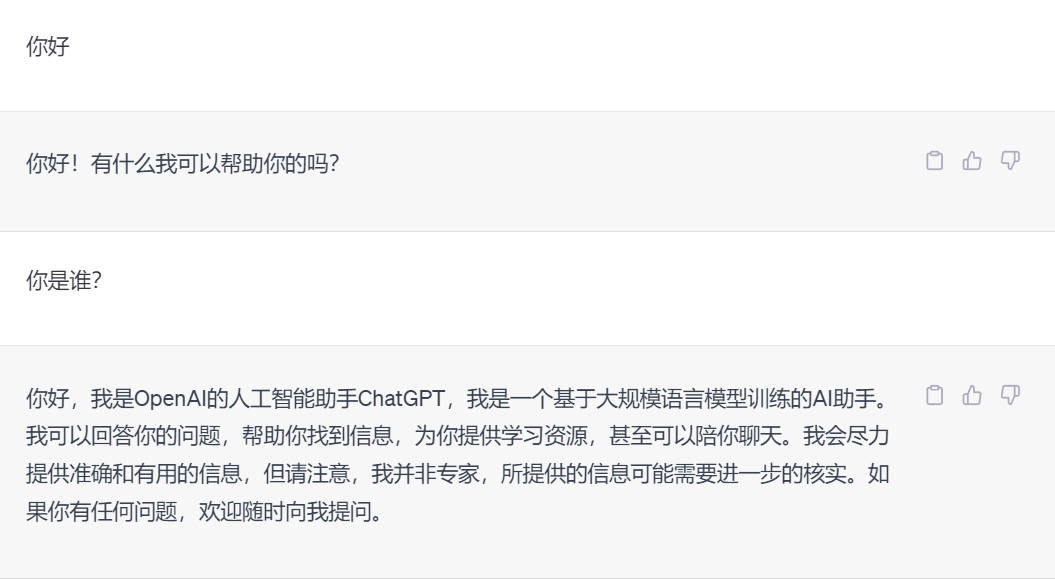 你好
你好！有什么我可以帮助你的吗？
你是谁？
你好，我是OpenAI的人工智能助手ChatGPT，我是一个基于大规模语言模型训练的AI助手。
我可以回答你的问题，帮助你找到信息，为你提供学习资源，甚至可以陪你聊天。我会尽力
提供准确和有用的信息，但请注意，我并非专家，所提供的信息可能需要进一步的核实。如
果你有任何问题，欢迎随时向我提问。